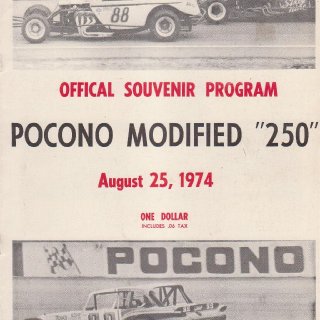 88
OFFICAL SOUVENIR PROGRAM
POCONO MODIFIED "250"
August 25, 1974
ONE DOLLAR
INCLUDES .06 TAX
POCONO